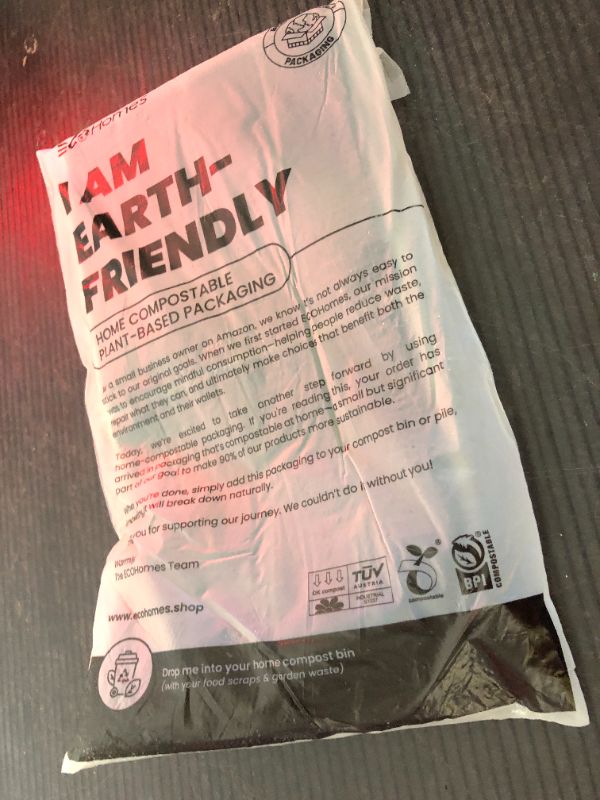 PACKAGING
ECOHomes
I AM
EARTH-
FRIENDLY
HOME COMPOSTABLE
PLANT-BASED PACKAGING
a small business owner on Amazon, we know it's not always easy to
stick to our original goals. When we first started ECOHomes, our mission
was to encourage mindful consumption—helping people reduce waste,
repair what they can, and ultimately make choices that benefit both the
environment and their wallets.
Today, we're excited to take another step forward by using
home-compostable packaging. If you're reading this, your order has
arrived in packaging that's compostable at home—a small but significant
part of our goal to make 90% of our products more sustainable.
you're done, simply add this packaging to your compost bin or pile,
will break down naturally.
you for supporting our journey. We couldn't do it without you!
Warmly
The ECOHomes Team
www.ecohomes.shop
OK compost
TÜV
AUSTRIA
INDUSTRIAL
compostable
®
BPI
COMPOSTABLE
®
Drop me into your home compost bin
(with your food scraps & garden waste)